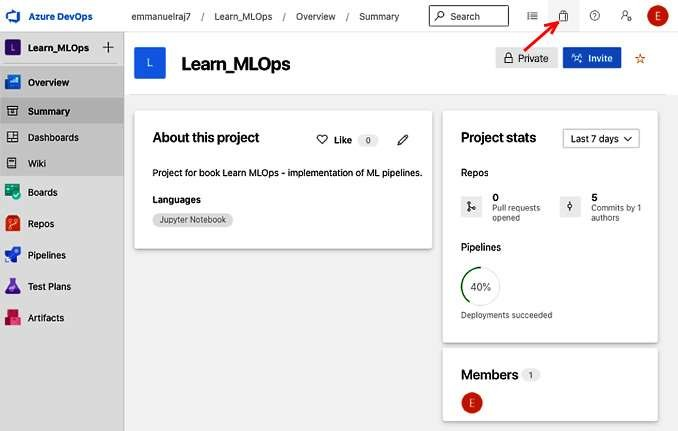 Azure DevOps
emmanuelraj7 / Learn_MLOps / Overview / Summary
Search
E
L Learn_MLOps +
Overview
Summary
Dashboards
Wiki
Boards
Repos
Pipelines
Test Plans
Artifacts
L Learn_MLOps
Private
Invite
About this project
Like 0
Project for book Learn MLOps - implementation of ML pipelines.
Languages
Jupyter Notebook
Project stats
Last 7 days
Repos
0
Pull requests
opened
5
Commits by 1
authors
Pipelines
40%
Deployments succeeded
Members 1
E